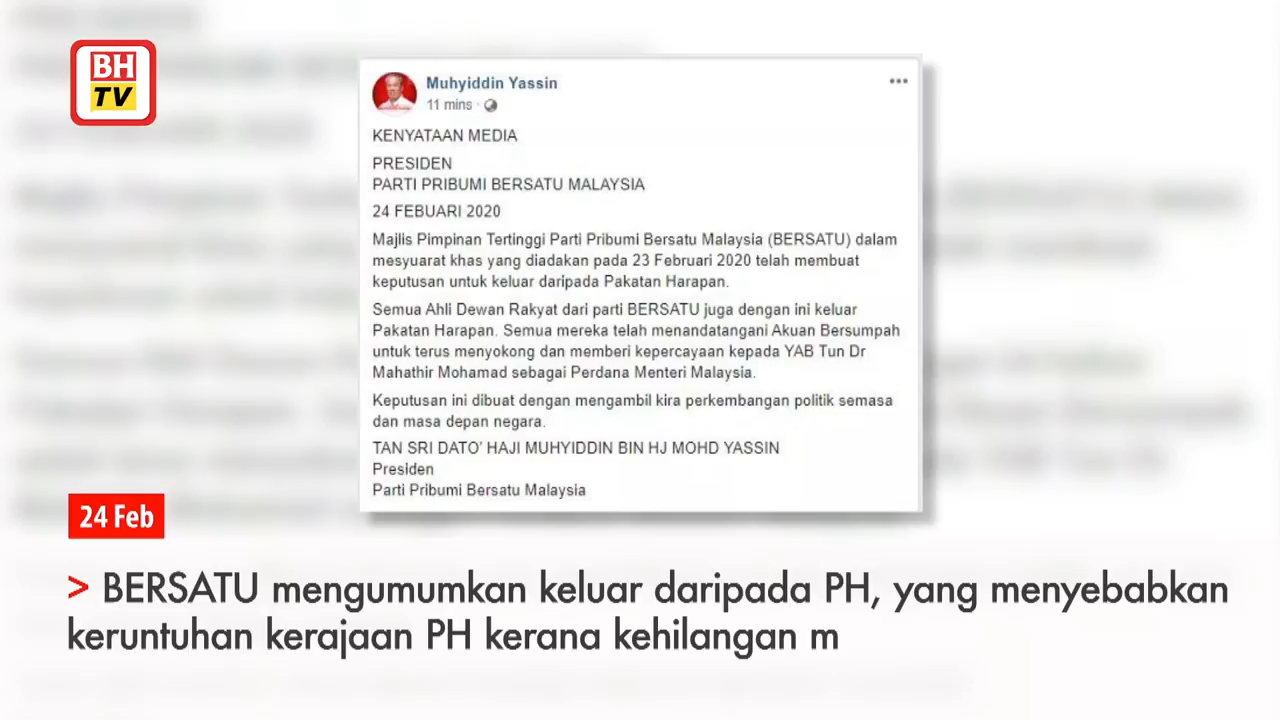 BH
TV
Muhyiddin Yassin
11 mins
KENYATAAN MEDIA
PRESIDEN
PARTI PRIBUMI BERSATU MALAYSIA
24 FEBUARI 2020
Majlis Pimpinan Tertinggi Parti Pribumi Bersatu Malaysia (BERSATU) dalam
mesyuarat khas yang diadakan pada 23 Februari 2020 telah membuat
keputusan untuk keluar daripada Pakatan Harapan.
Semua Ahli Dewan Rakyat dari parti BERSATU juga dengan ini keluar
Pakatan Harapan. Semua mereka telah menandatangani Akuan Bersumpah
untuk terus menyokong dan memberi kepercayaan kepada YAB Tun Dr
Mahathir Mohamad sebagai Perdana Menteri Malaysia.
Keputusan ini dibuat dengan mengambil kira perkembangan politik semasa
dan masa depan negara.
TAN SRI DATO' HAJI MUHYIDDIN BIN HJ MOHD YASSIN
Presiden
Parti Pribumi Bersatu Malaysia
24 Feb
> BERSATU mengumumkan keluar daripada PH, yang menyebabkan
keruntuhan kerajaan PH kerana kehilangan m